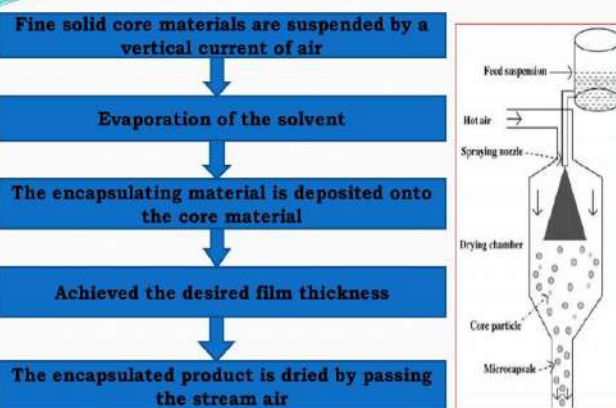 Fine solid core materials are suspended by a
vertical current of air
Evaporation of the solvent
The encapsulating material is deposited onto
the core material
Achieved the desired film thickness
The encapsulated product is dried by passing
the stream air
Feed suspension
Hot air
Spraying nozzle
Drying chamber
Core particle
Microcapsule